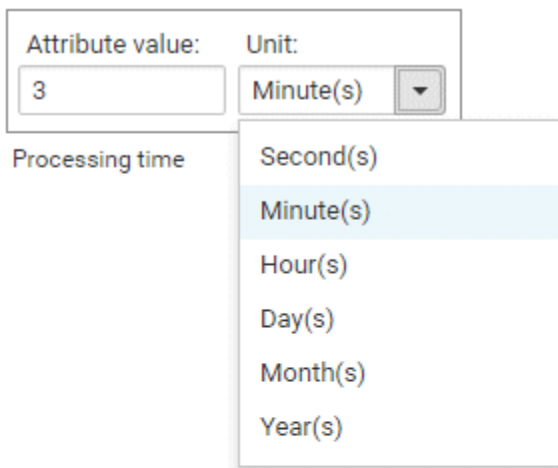 Attribute value: Unit:
3 Minute(s)
Processing time
Second(s)
Minute(s)
Hour(s)
Day(s)
Month(s)
Year(s)